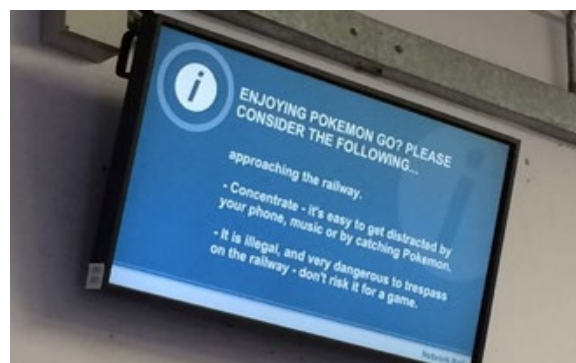 i
ENJOYING POKEMON GO? PLEASE
CONSIDER THE FOLLOWING...
approaching the railway.
- Concentrate - it's easy to get distracted by
your phone, music or by catching Pokemon.
- It is illegal, and very dangerous to trespass
on the railway - don't risk it for a game.
Network